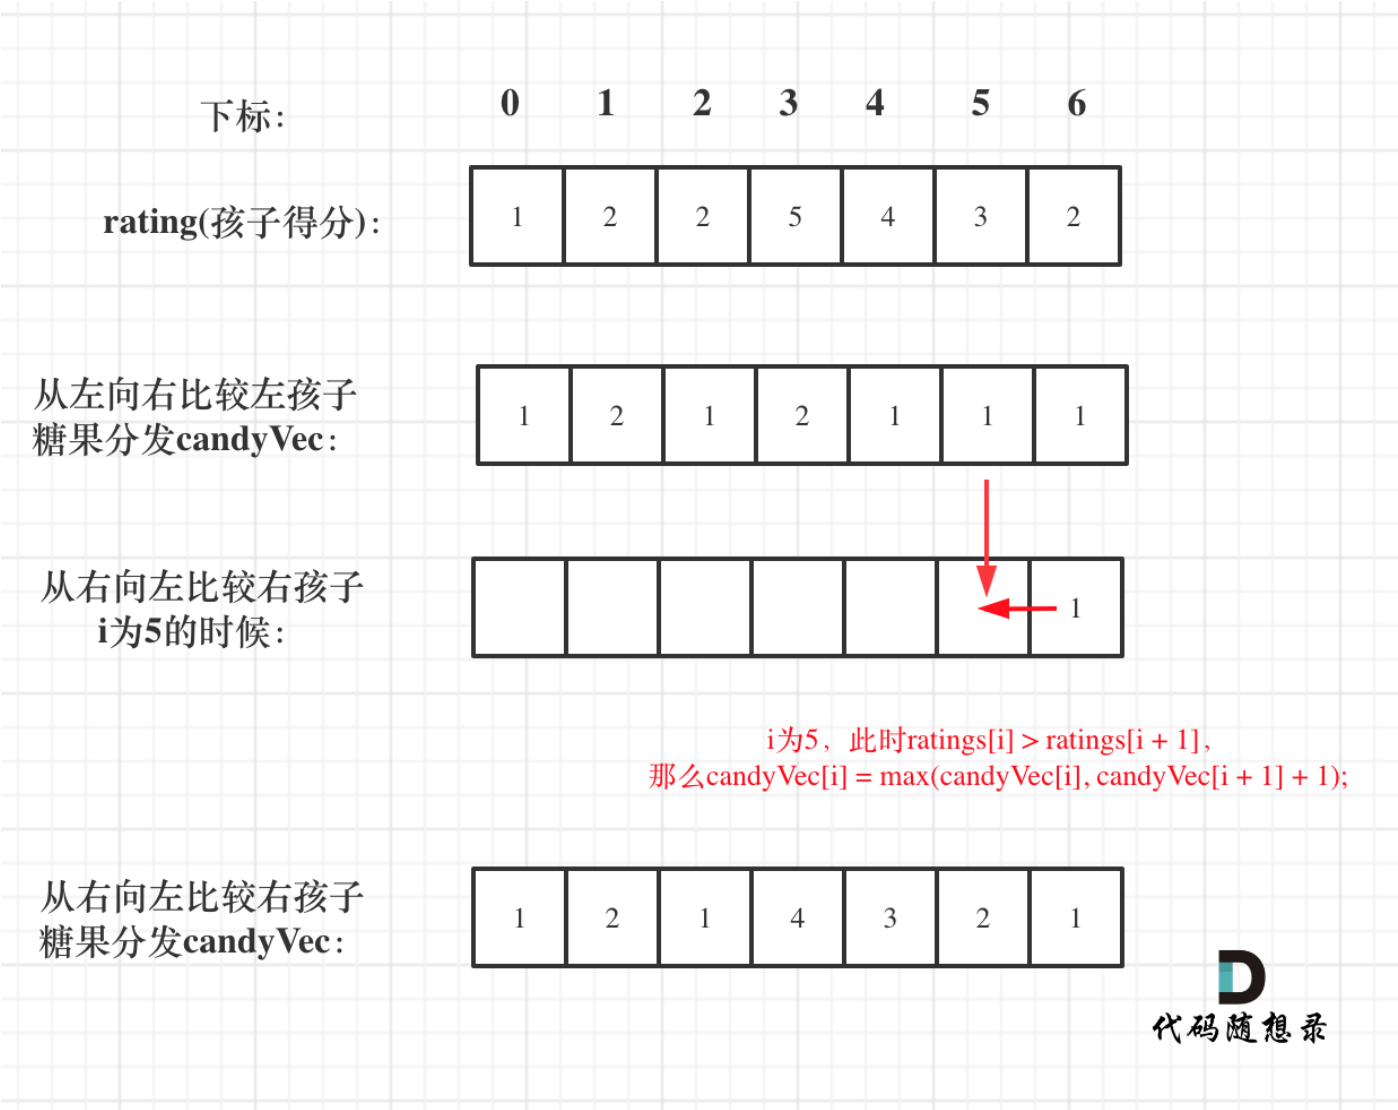 下标： 0 1 2 3 4 5 6
rating(孩子得分)： 1 2 2 5 4 3 2
从左向右比较左孩子
糖果分发candyVec： 1 2 1 2 1 1 1
从右向左比较右孩子
i为5的时候： 1
i为5，此时ratings[i] > ratings[i + 1]，
那么candyVec[i] = max(candyVec[i], candyVec[i + 1] + 1);
从右向左比较右孩子
糖果分发candyVec： 1 2 1 4 3 2 1
代码随想录